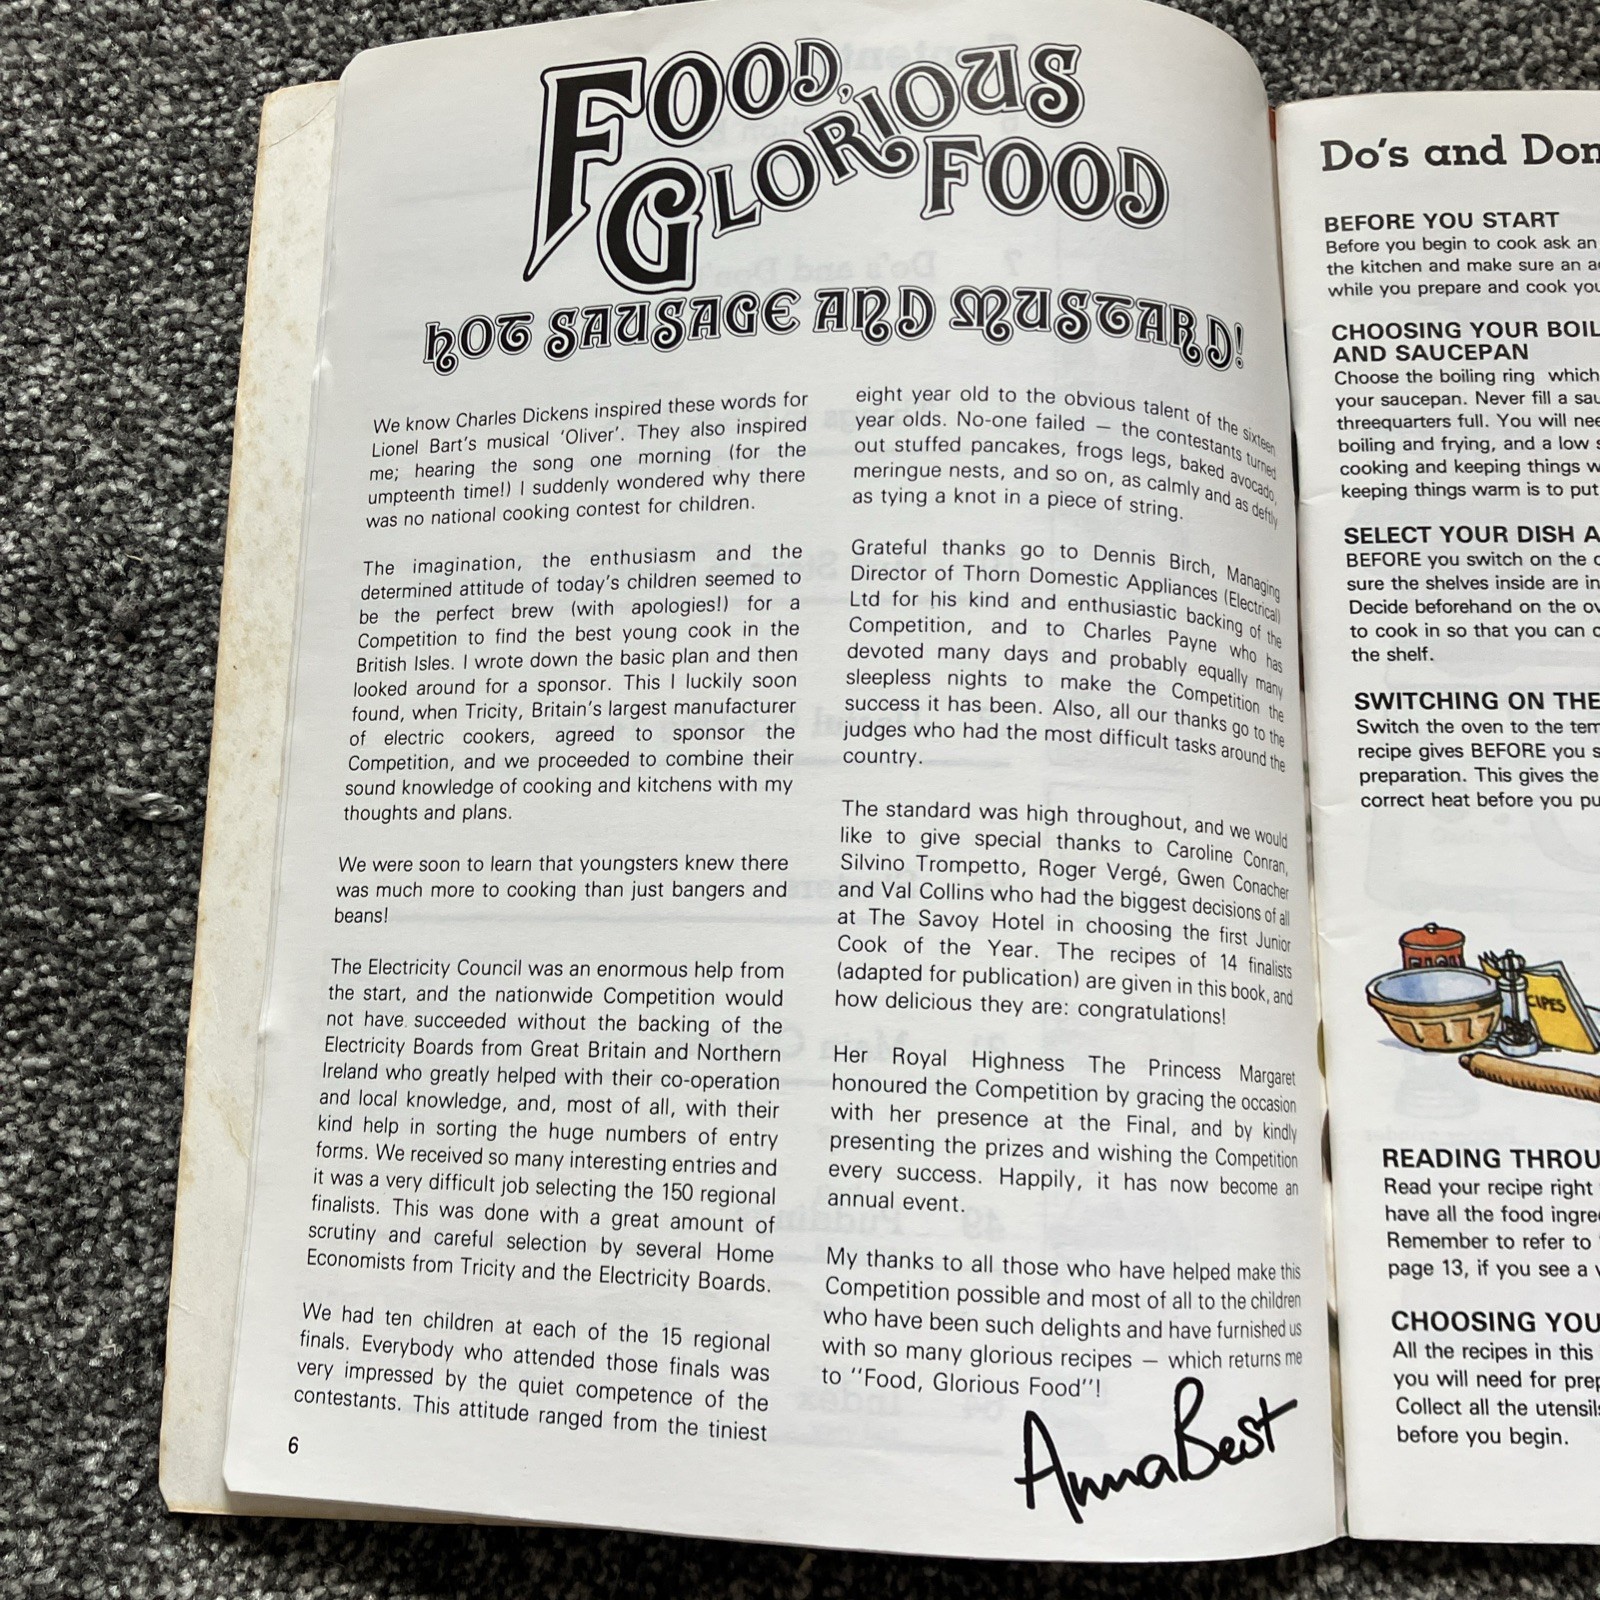 FOOD, GLORIOUS FOOD
HOT SAUSAGE AND MUSTARD!
We know Charles Dickens inspired these words for
Lionel Bart's musical 'Oliver'. They also inspired
me; hearing the song one morning (for the
umpteenth time!) I suddenly wondered why there
was no national cooking contest for children.
The imagination, the enthusiasm and the
determined attitude of today's children seemed to
be the perfect brew (with apologies!) for a
Competition to find the best young cook in the
British Isles. I wrote down the basic plan and then
looked around for a sponsor. This I luckily soon
found, when Tricity, Britain's largest manufacturer
of electric cookers, agreed to sponsor the
Competition, and we proceeded to combine their
sound knowledge of cooking and kitchens with my
thoughts and plans.
We were soon to learn that youngsters knew there
was much more to cooking than just bangers and
beans!
The Electricity Council was an enormous help from
the start, and the nationwide Competition would
not have succeeded without the backing of the
Electricity Boards from Great Britain and Northern
Ireland who greatly helped with their co-operation
and local knowledge, and, most of all, with their
kind help in sorting the huge numbers of entry
forms. We received so many interesting entries and
it was a very difficult job selecting the 150 regional
finalists. This was done with a great amount of
scrutiny and careful selection by several Home
Economists from Tricity and the Electricity Boards.
We had ten children at each of the 15 regional
finals. Everybody who attended those finals was
very impressed by the quiet competence of the
contestants. This attitude ranged from the tiniest
6
eight year old to the obvious talent of the sixteen
year olds. No-one failed — the contestants turned
out stuffed pancakes, frogs legs, baked avocado,
meringue nests, and so on, as calmly and as deftly
as tying a knot in a piece of string.
Grateful thanks go to Dennis Birch, Managing
Director of Thorn Domestic Appliances (Electrical)
Ltd for his kind and enthusiastic backing of the
Competition, and to Charles Payne who has
devoted many days and probably equally many
sleepless nights to make the Competition the
success it has been. Also, all our thanks go to the
judges who had the most difficult tasks around the
country.
The standard was high throughout, and we would
like to give special thanks to Caroline Conran,
Silvino Trompetto, Roger Vergé, Gwen Conacher
and Val Collins who had the biggest decisions of all
at The Savoy Hotel in choosing the first Junior
Cook of the Year. The recipes of 14 finalists
(adapted for publication) are given in this book, and
how delicious they are: congratulations!
Her Royal Highness The Princess Margaret
honoured the Competition by gracing the occasion
with her presence at the Final, and by kindly
presenting the prizes and wishing the Competition
every success. Happily, it has now become an
annual event.
My thanks to all those who have helped make this
Competition possible and most of all to the children
who have been such delights and have furnished us
with so many glorious recipes — which returns me
to "Food, Glorious Food"!
Anna Best
Do's and Don
BEFORE YOU START
Before you begin to cook ask an
the kitchen and make sure an a
while you prepare and cook you
CHOOSING YOUR BOIL
AND SAUCEPAN
Choose the boiling ring which
your saucepan. Never fill a sau
threequarters full. You will nee
boiling and frying, and a low s
cooking and keeping things w
keeping things warm is to put
SELECT YOUR DISH A
BEFORE you switch on the o
sure the shelves inside are in
Decide beforehand on the ov
to cook in so that you can c
the shelf.
SWITCHING ON THE
Switch the oven to the tem
recipe gives BEFORE you s
preparation. This gives the
correct heat before you pu
CIPES
READING THROU
Read your recipe right
have all the food ingre
Remember to refer to
page 13, if you see a
CHOOSING YOU
All the recipes in this
you will need for prep
Collect all the utensils
before you begin.